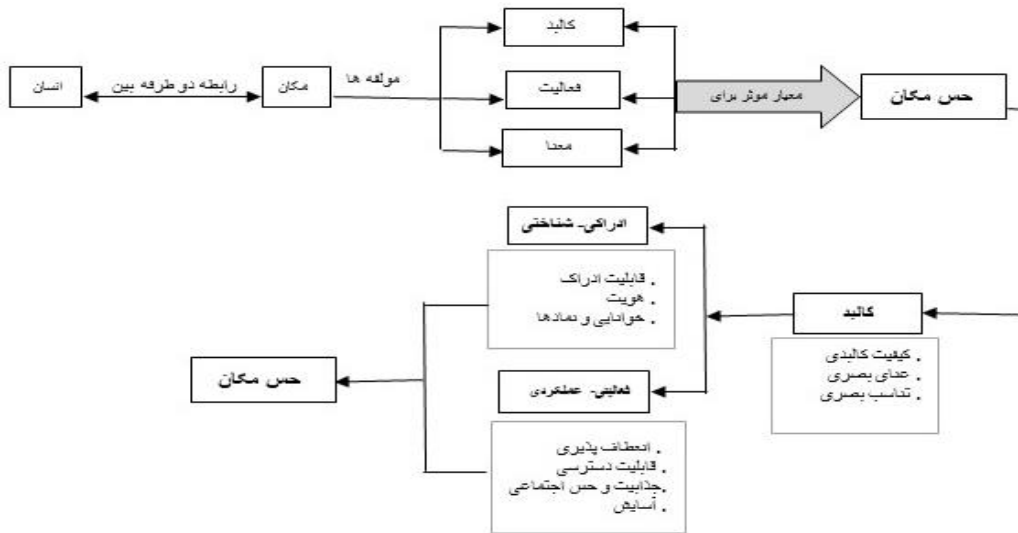 کالبد
انسان
رابطه دو طرفه بین
مکان
مولفه ها
فعالیت
معیار موثر برای
حس مکان
معنا
ادراکی- شناختی
. قابلیت ادراک
. هویت
. خوانایی و نمادها
کالبد
. کیفیت کالبدی
. غنای بصری
. تناسب بصری
حس مکان
فعالیتی- عملکردی
. انعطاف پذیری
. قابلیت دسترسی
. جذابیت و حس اجتماعی
. آسایش